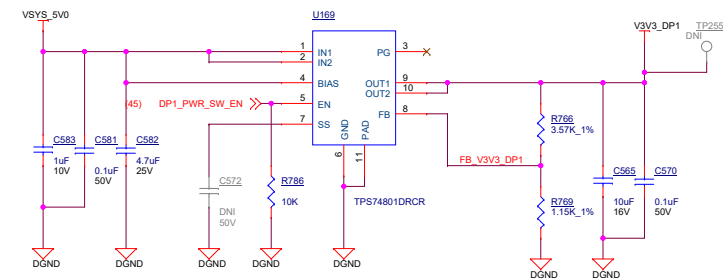 VSYS_5V0
U169
V3V3_DP1
TP255
DNI
1
IN1
PG
3
2
IN2
4
BIAS
OUT1
9
OUT2
10
(45)
DP1_PWR_SW_EN
5
EN
FB
8
7
SS
GND
PAD
6
11
R766
3.57K_1%
FB_V3V3_DP1
C583
1uF
10V
C581
0.1uF
50V
C582
4.7uF
25V
C572
DNI
50V
R786
10K
TPS74801DRCR
R769
1.15K_1%
C565
10uF
16V
C570
0.1uF
50V
DGND
DGND
DGND
DGND
DGND
DGND
DGND